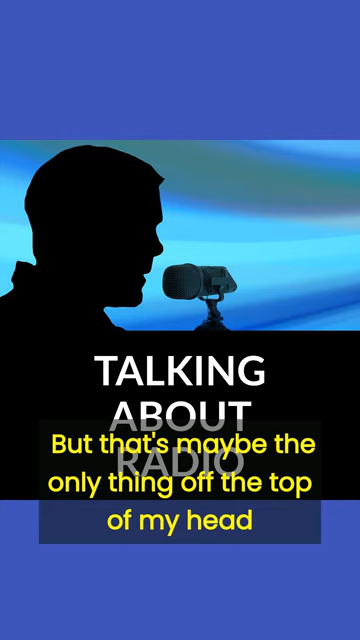 TALKING
ABOUT
RADIO
But that's maybe the
only thing off the top
of my head